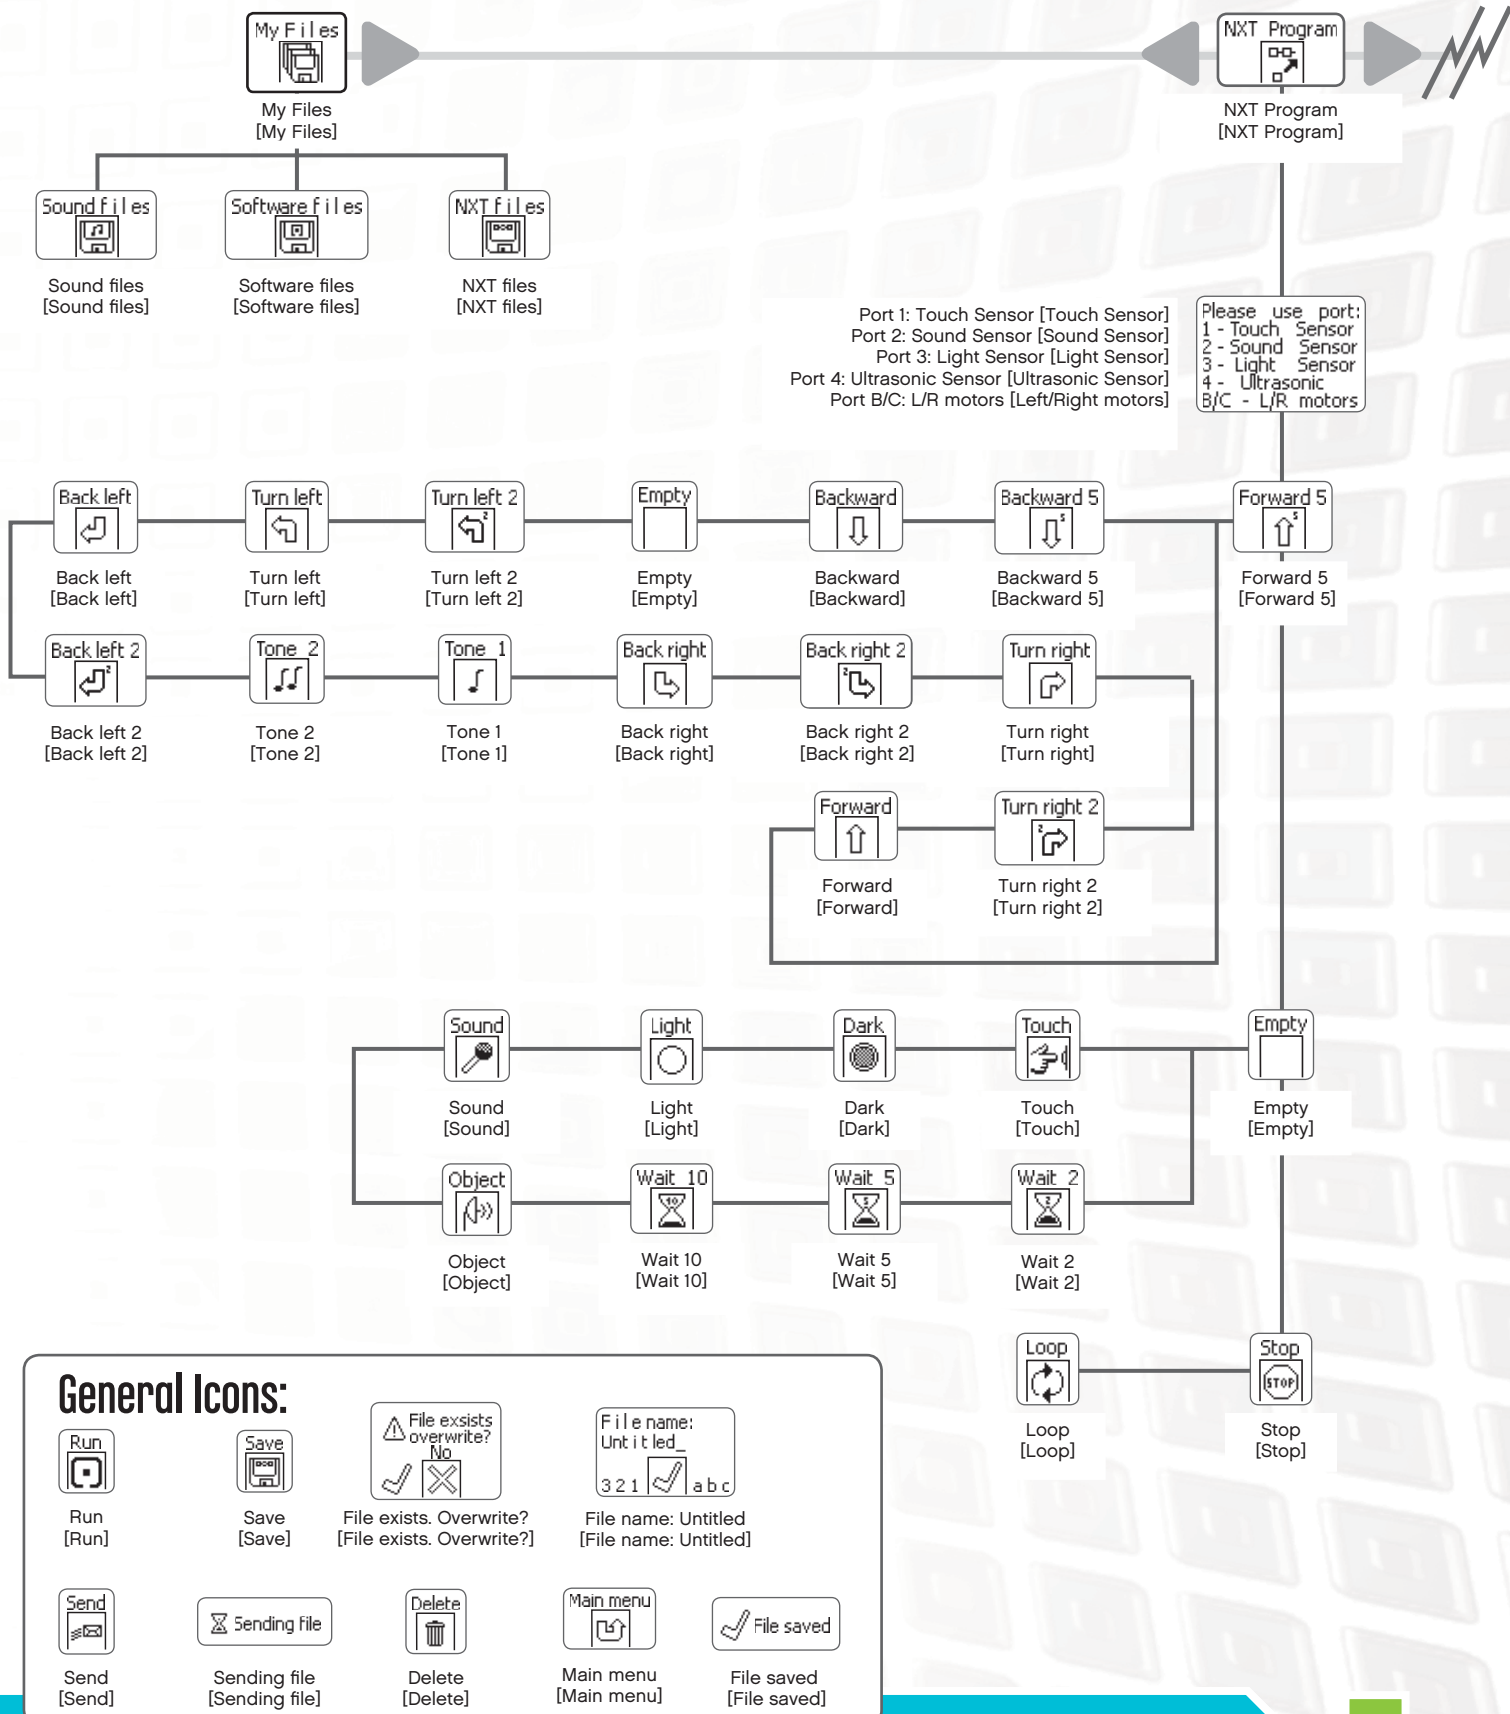 My Files
NXT Program
My Files
[My Files]
NXT Program
[NXT Program]
Sound files
Software files
NXT files
Sound files
[Sound files]
Software files
[Software files]
NXT files
[NXT files]
Port 1: Touch Sensor [Touch Sensor]
Port 2: Sound Sensor [Sound Sensor]
Port 3: Light Sensor [Light Sensor]
Port 4: Ultrasonic Sensor [Ultrasonic Sensor]
Port B/C: L/R motors [Left/Right motors]
Please use port:
1 - Touch Sensor
2 - Sound Sensor
3 - Light Sensor
4 - Ultrasonic
B/C - L/R motors
Back left
Turn left
Turn left 2
2
Empty
Backward
Backward 5
5
Forward 5
5
Back left
[Back left]
Turn left
[Turn left]
Turn left 2
[Turn left 2]
Empty
[Empty]
Backward
[Backward]
Backward 5
[Backward 5]
Forward 5
[Forward 5]
Back left 2
2
Tone 2
Tone 1
Back right
Back right 2
2
Turn right
Back left 2
[Back left 2]
Tone 2
[Tone 2]
Tone 1
[Tone 1]
Back right
[Back right]
Back right 2
[Back right 2]
Turn right
[Turn right]
Forward
Turn right 2
2
Forward
[Forward]
Turn right 2
[Turn right 2]
Sound
Light
Dark
Touch
Empty
Sound
[Sound]
Light
[Light]
Dark
[Dark]
Touch
[Touch]
Empty
[Empty]
Object
Wait 10
10
Wait 5
5
Wait 2
2
Object
[Object]
Wait 10
[Wait 10]
Wait 5
[Wait 5]
Wait 2
[Wait 2]
Loop
Stop
STOP
Loop
[Loop]
Stop
[Stop]
General Icons:
Run
Save
File exsists
overwrite?
No
File name:
Untitled_
321 abc
Run
[Run]
Save
[Save]
File exists. Overwrite?
[File exists. Overwrite?]
File name: Untitled
[File name: Untitled]
Send
Sending file
Delete
Main menu
File saved
Send
[Send]
Sending file
[Sending file]
Delete
[Delete]
Main menu
[Main menu]
File saved
[File saved]